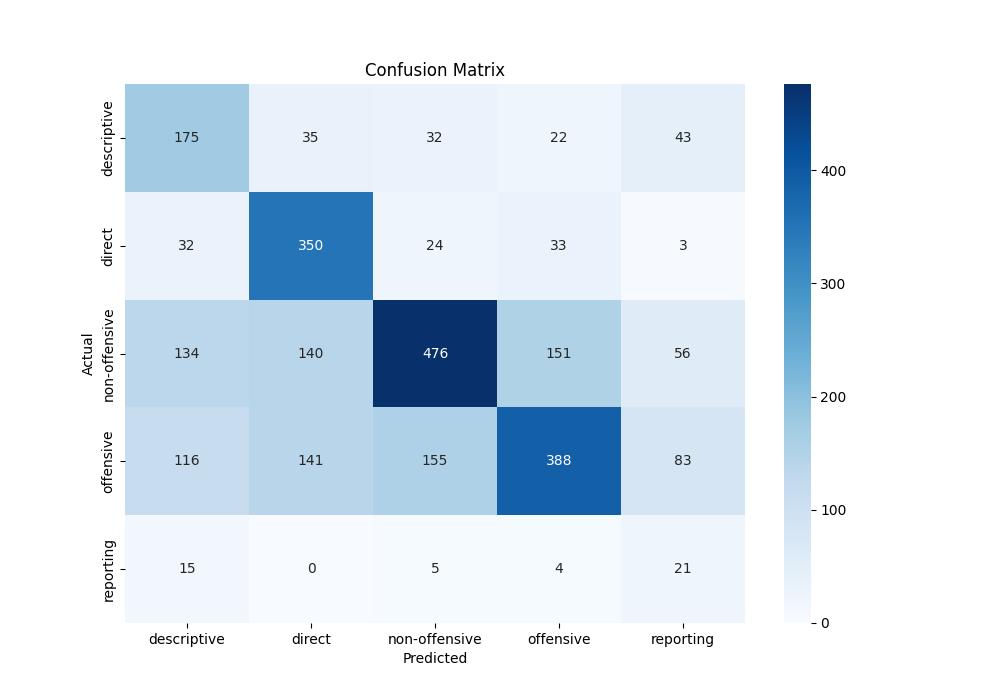 Confusion Matrix
descriptive 175 35 32 22 43
direct 32 350 24 33 3
Actual
non-offensive 134 140 476 151 56
offensive 116 141 155 388 83
reporting 15 0 5 4 21
descriptive direct non-offensive offensive reporting
Predicted
400
300
200
100
0